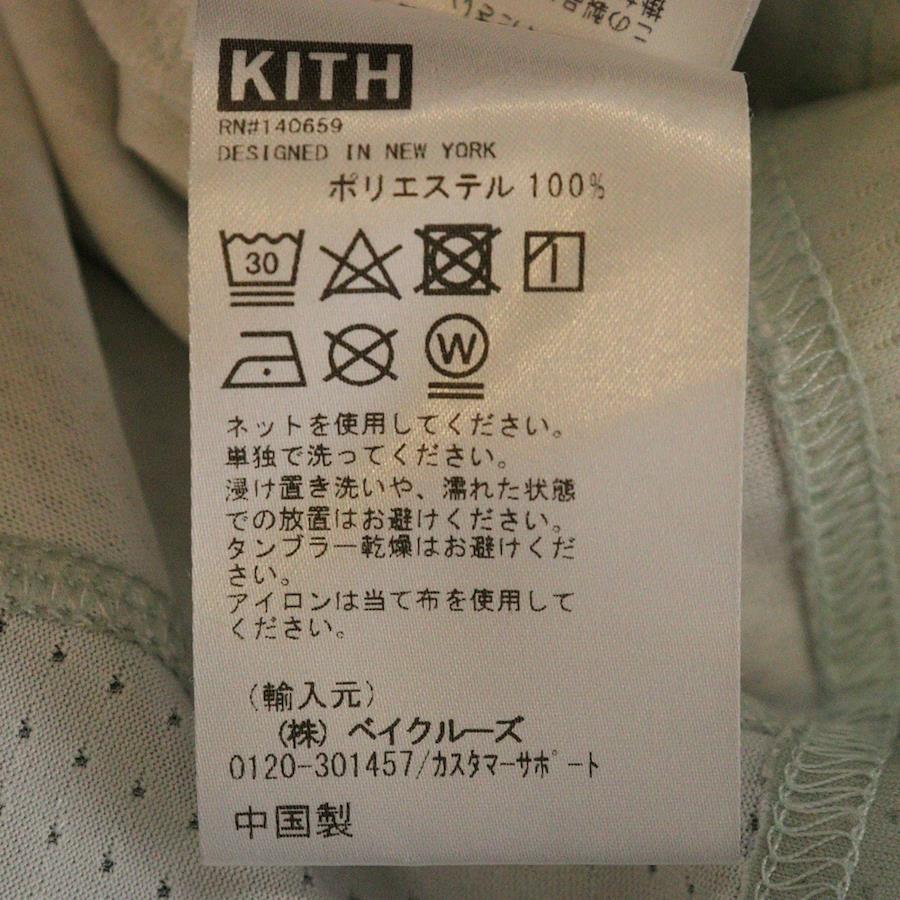 KITH
RN#140659
DESIGNED IN NEW YORK
ポリエステル 100%
30
W
ネットを使用してください。
単独で洗ってください。
浸け置き洗いや、濡れた状態
での放置はお避けください。
タンブラー乾燥はお避けくだ
さい。
アイロンは当て布を使用して
ください。
(輸入元)
(株) ベイクルーズ
0120-301457/カスタマーサポート
中国製